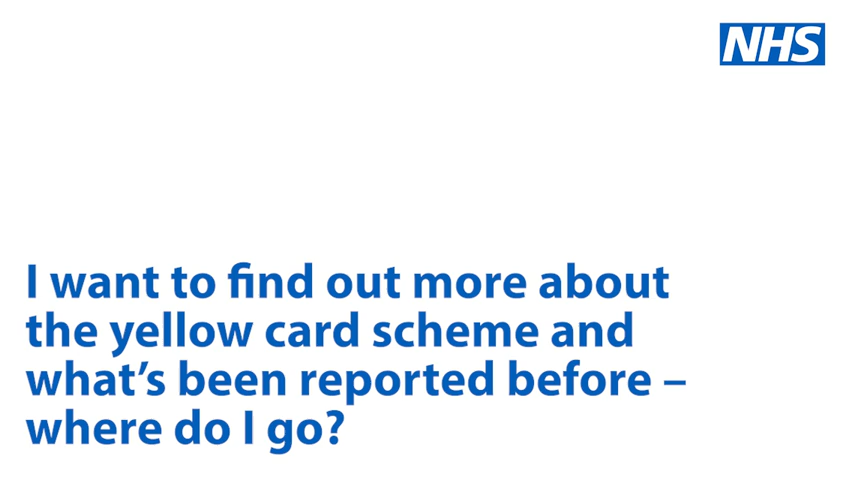 NHS
I want to find out more about
the yellow card scheme and
what’s been reported before –
where do I go?